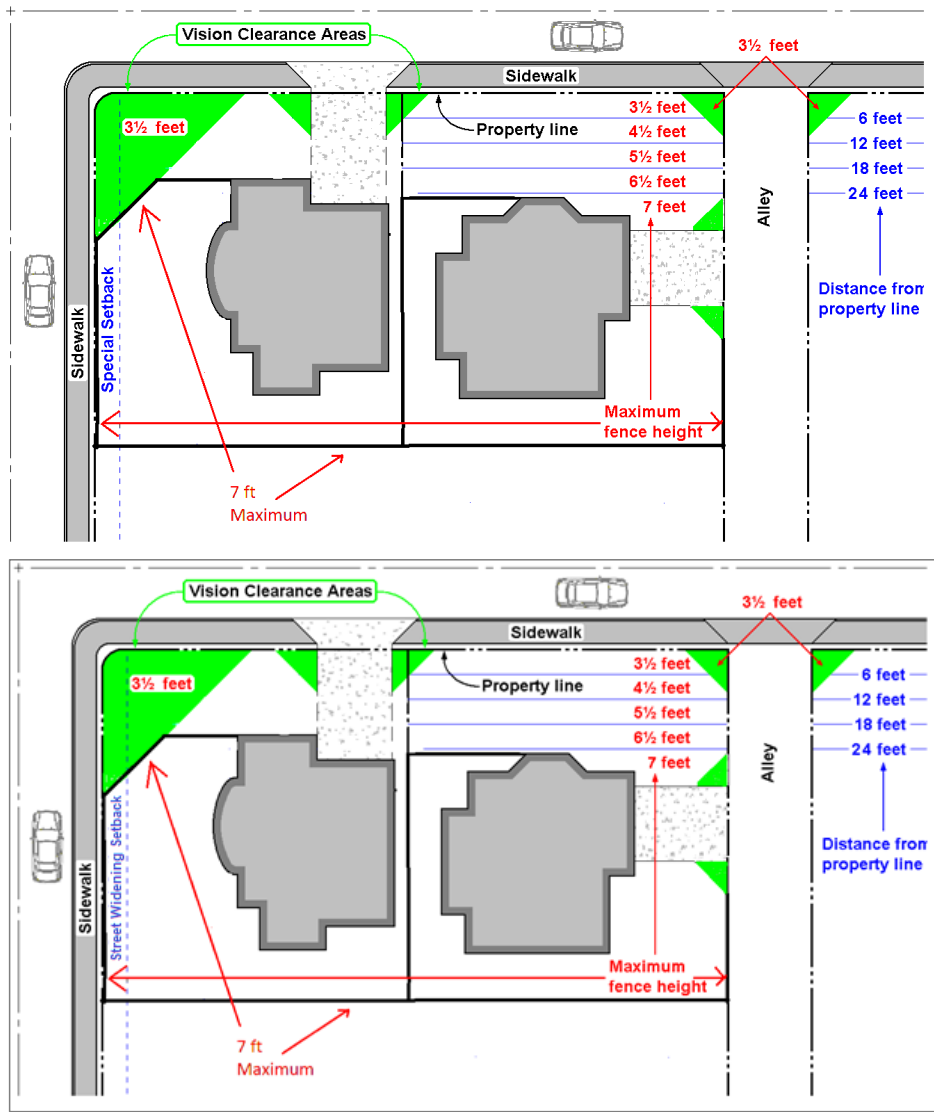 Vision Clearance Areas
3½ feet
Sidewalk
3½ feet
3½ feet
Property line
6 feet
4½ feet
12 feet
5½ feet
18 feet
6½ feet
24 feet
7 feet
Alley
Special Setback
Sidewalk
Distance from
property line
Maximum
fence height
7 ft
Maximum
Vision Clearance Areas
3½ feet
Sidewalk
3½ feet
3½ feet
Property line
6 feet
4½ feet
12 feet
5½ feet
18 feet
6½ feet
24 feet
7 feet
Alley
Street Widening Setback
Sidewalk
Distance from
property line
Maximum
fence height
7 ft
Maximum